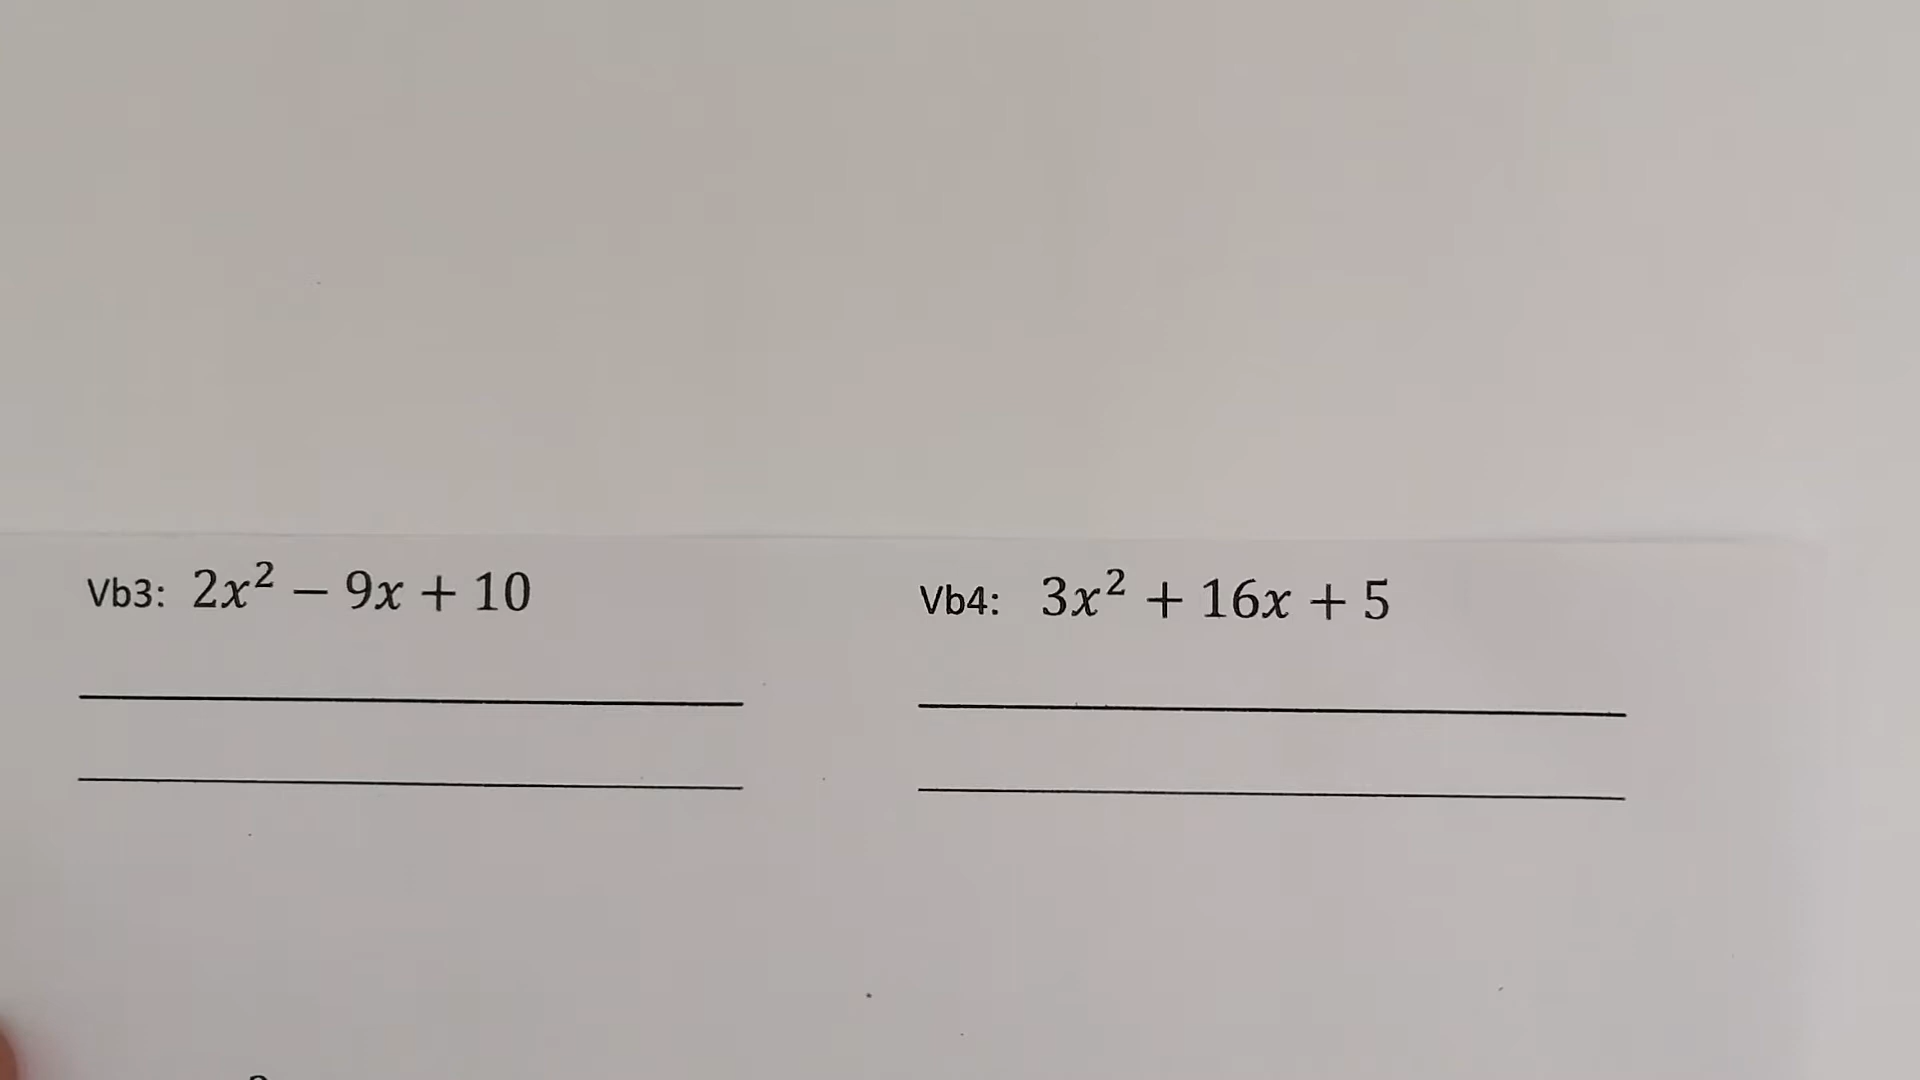 Vb3: 2x² − 9x + 10
Vb4: 3x² + 16x + 5